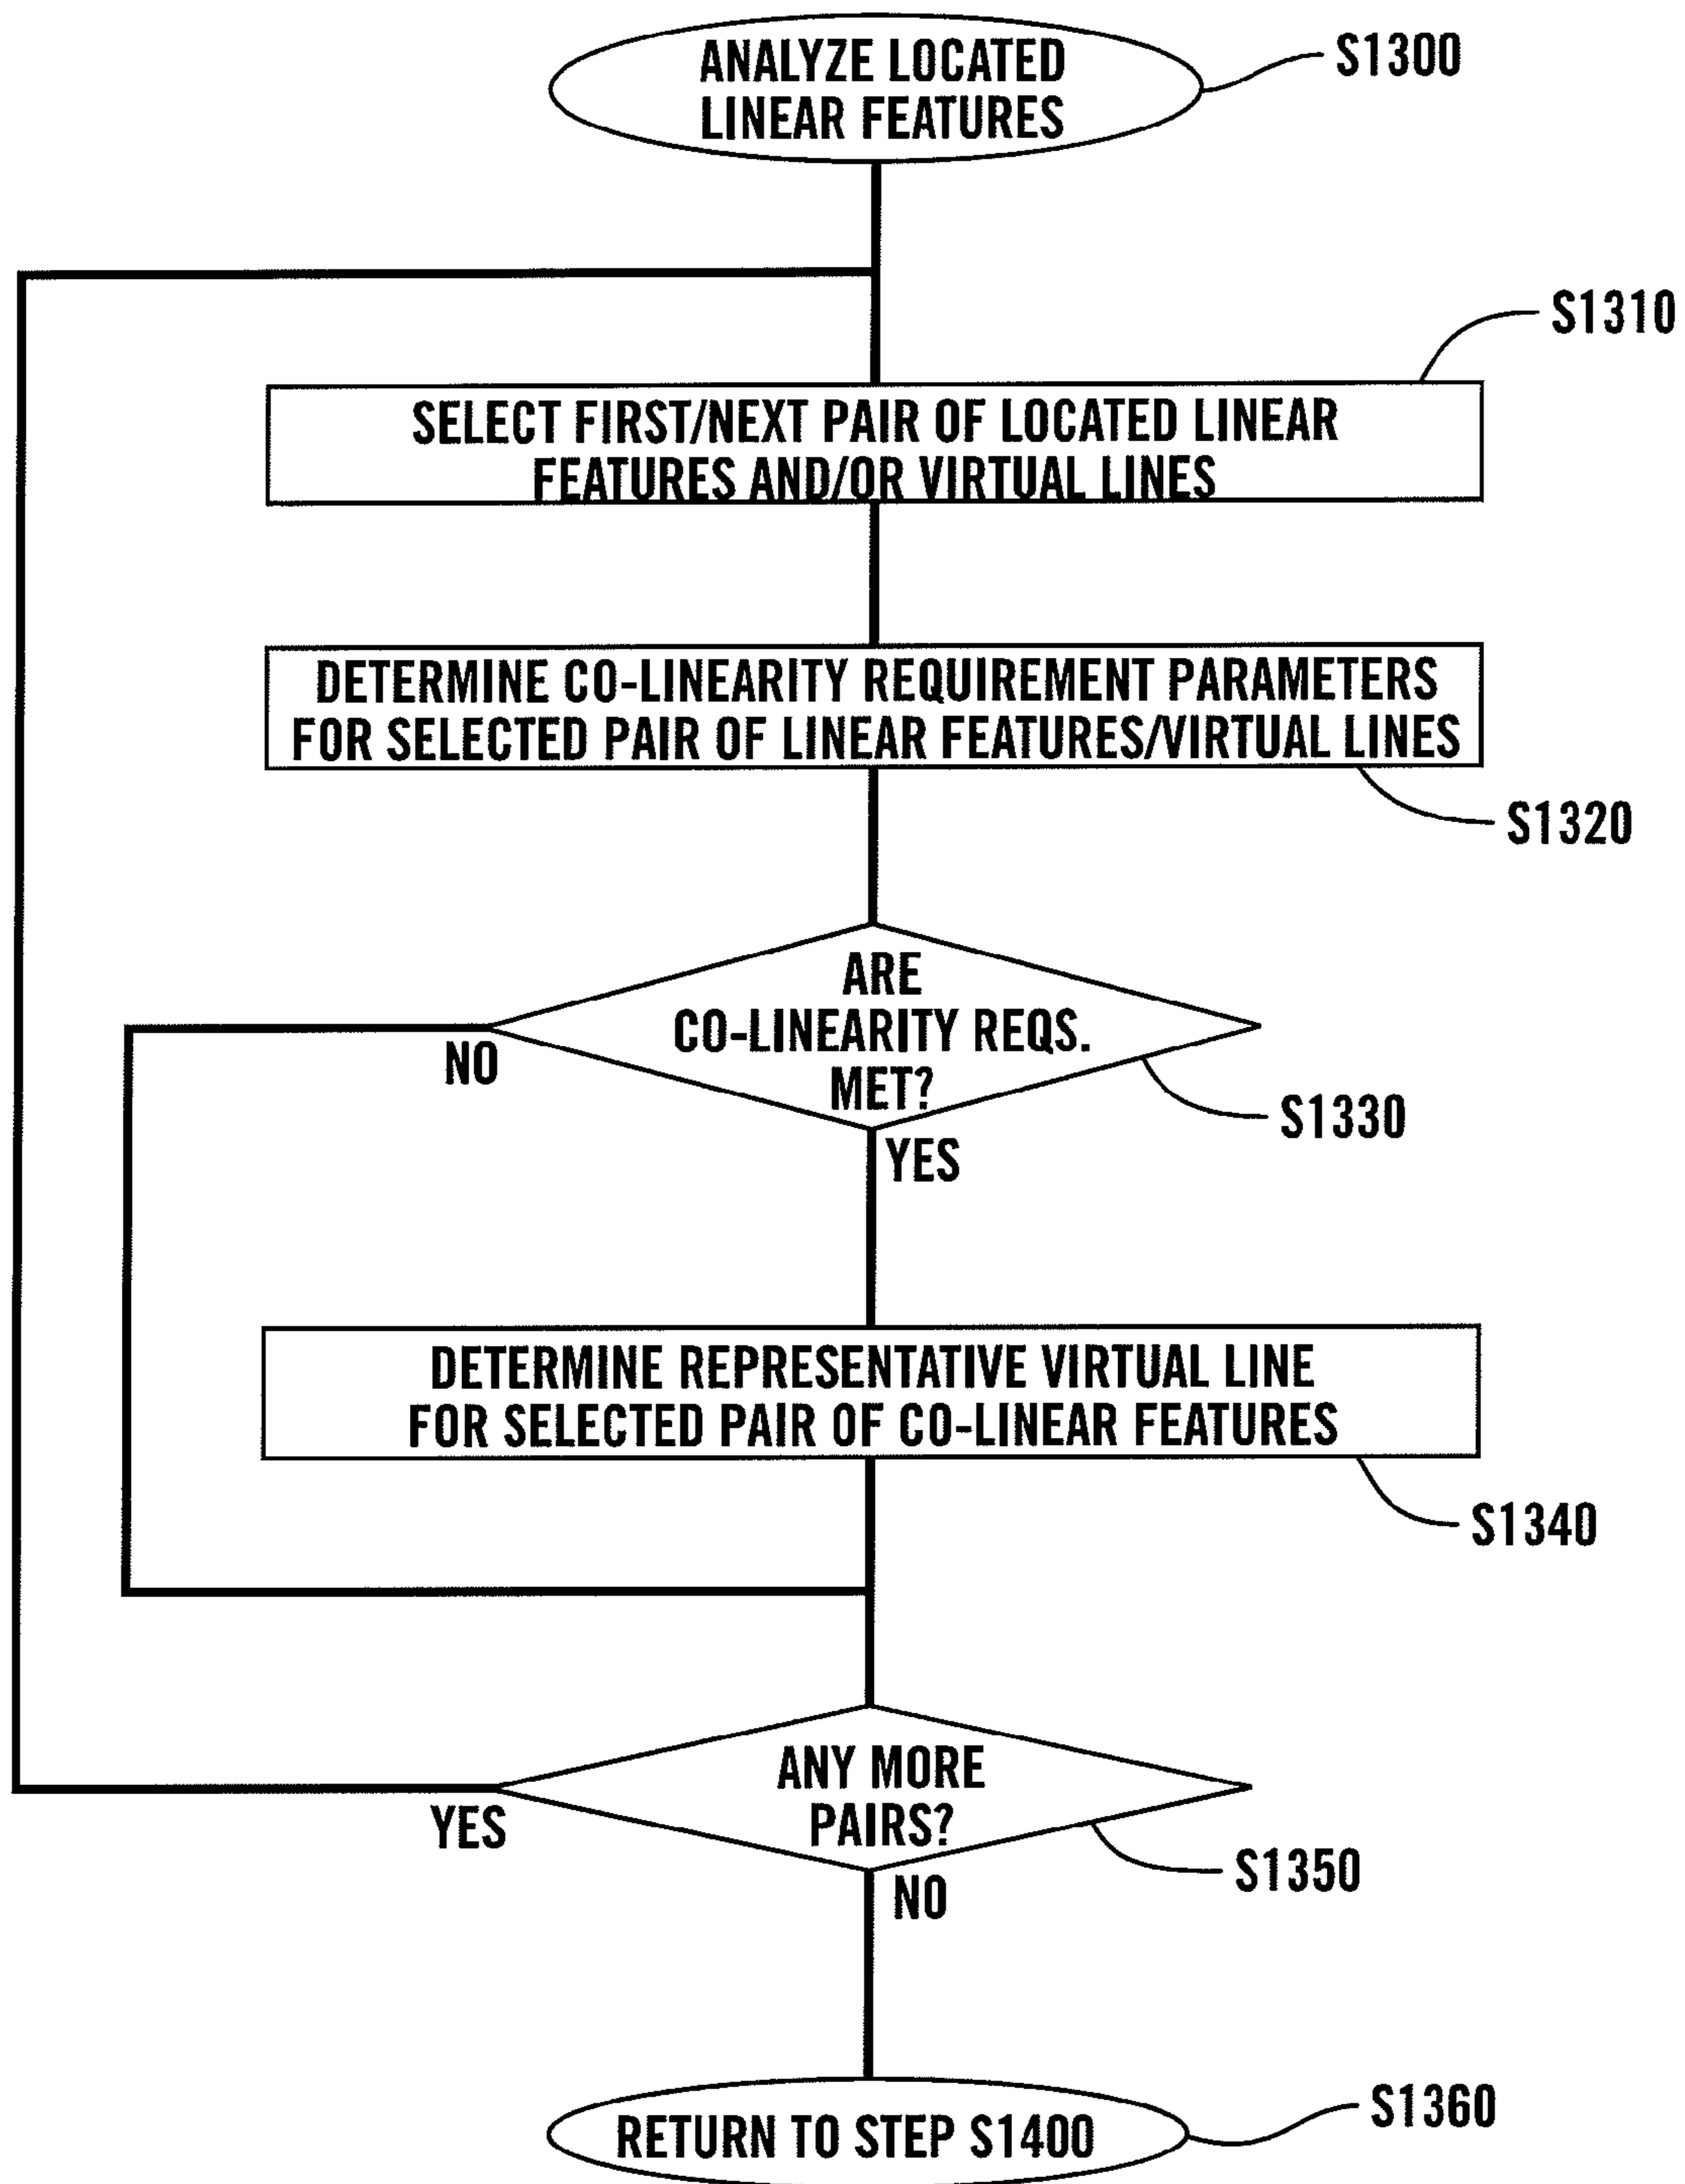 ANALYZE LOCATED
LINEAR FEATURES
S1300
S1310
SELECT FIRST/NEXT PAIR OF LOCATED LINEAR
FEATURES AND/OR VIRTUAL LINES
DETERMINE CO-LINEARITY REQUIREMENT PARAMETERS
FOR SELECTED PAIR OF LINEAR FEATURES/VIRTUAL LINES
S1320
ARE
CO-LINEARITY REQS.
MET?
NO
S1330
YES
DETERMINE REPRESENTATIVE VIRTUAL LINE
FOR SELECTED PAIR OF CO-LINEAR FEATURES
S1340
ANY MORE
PAIRS?
YES
S1350
NO
S1360
RETURN TO STEP S1400